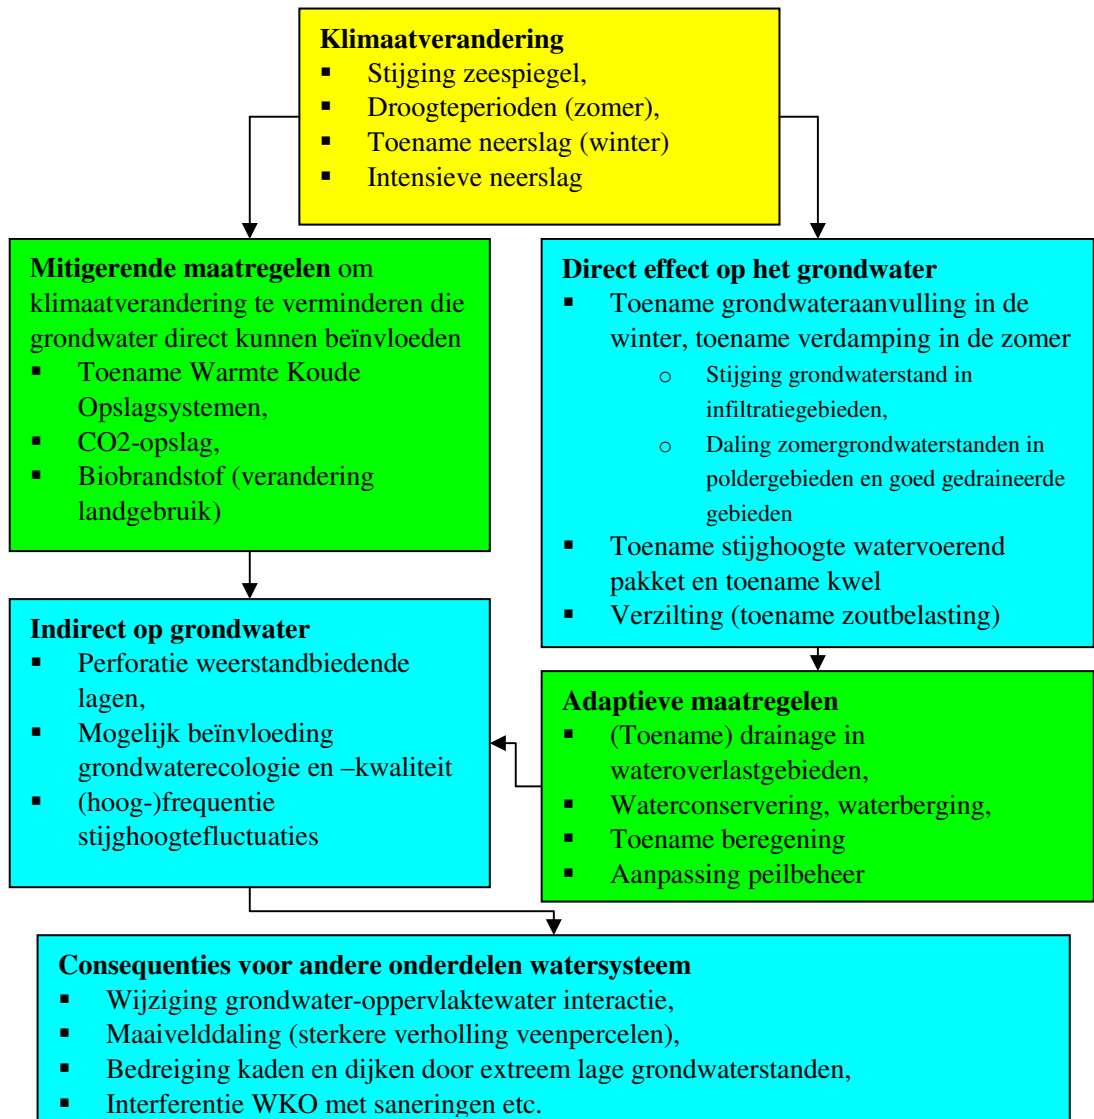 Klimaatverandering
▪ Stijging zeespiegel,
▪ Droogteperioden (zomer),
▪ Toename neerslag (winter)
▪ Intensieve neerslag
Mitigerende maatregelen om
klimaatverandering te verminderen die
grondwater direct kunnen beïnvloeden
▪ Toename Warmte Koude
Opslagsystemen,
▪ CO2-opslag,
▪ Biobrandstof (verandering
landgebruik)
Direct effect op het grondwater
▪ Toename grondwateraanvulling in de
winter, toename verdamping in de zomer
o Stijging grondwaterstand in
infiltratiegebieden,
o Daling zomergrondwaterstanden in
poldergebieden en goed gedraineerde
gebieden
▪ Toename stijghoogte watervoerend
pakket en toename kwel
▪ Verzilting (toename zoutbelasting)
Indirect op grondwater
▪ Perforatie weerstandbiedende
lagen,
▪ Mogelijk beïnvloeding
grondwaterecologie en –kwaliteit
▪ (hoog-)frequentie
stijghoogtefluctuaties
Adaptieve maatregelen
▪ (Toename) drainage in
wateroverlastgebieden,
▪ Waterconservering, waterberging,
▪ Toename beregening
▪ Aanpassing peilbeheer
Consequenties voor andere onderdelen watersysteem
▪ Wijziging grondwater-oppervlaktewater interactie,
▪ Maaivelddaling (sterkere verholling veenpercelen),
▪ Bedreiging kaden en dijken door extreem lage grondwaterstanden,
▪ Interferentie WKO met saneringen etc.